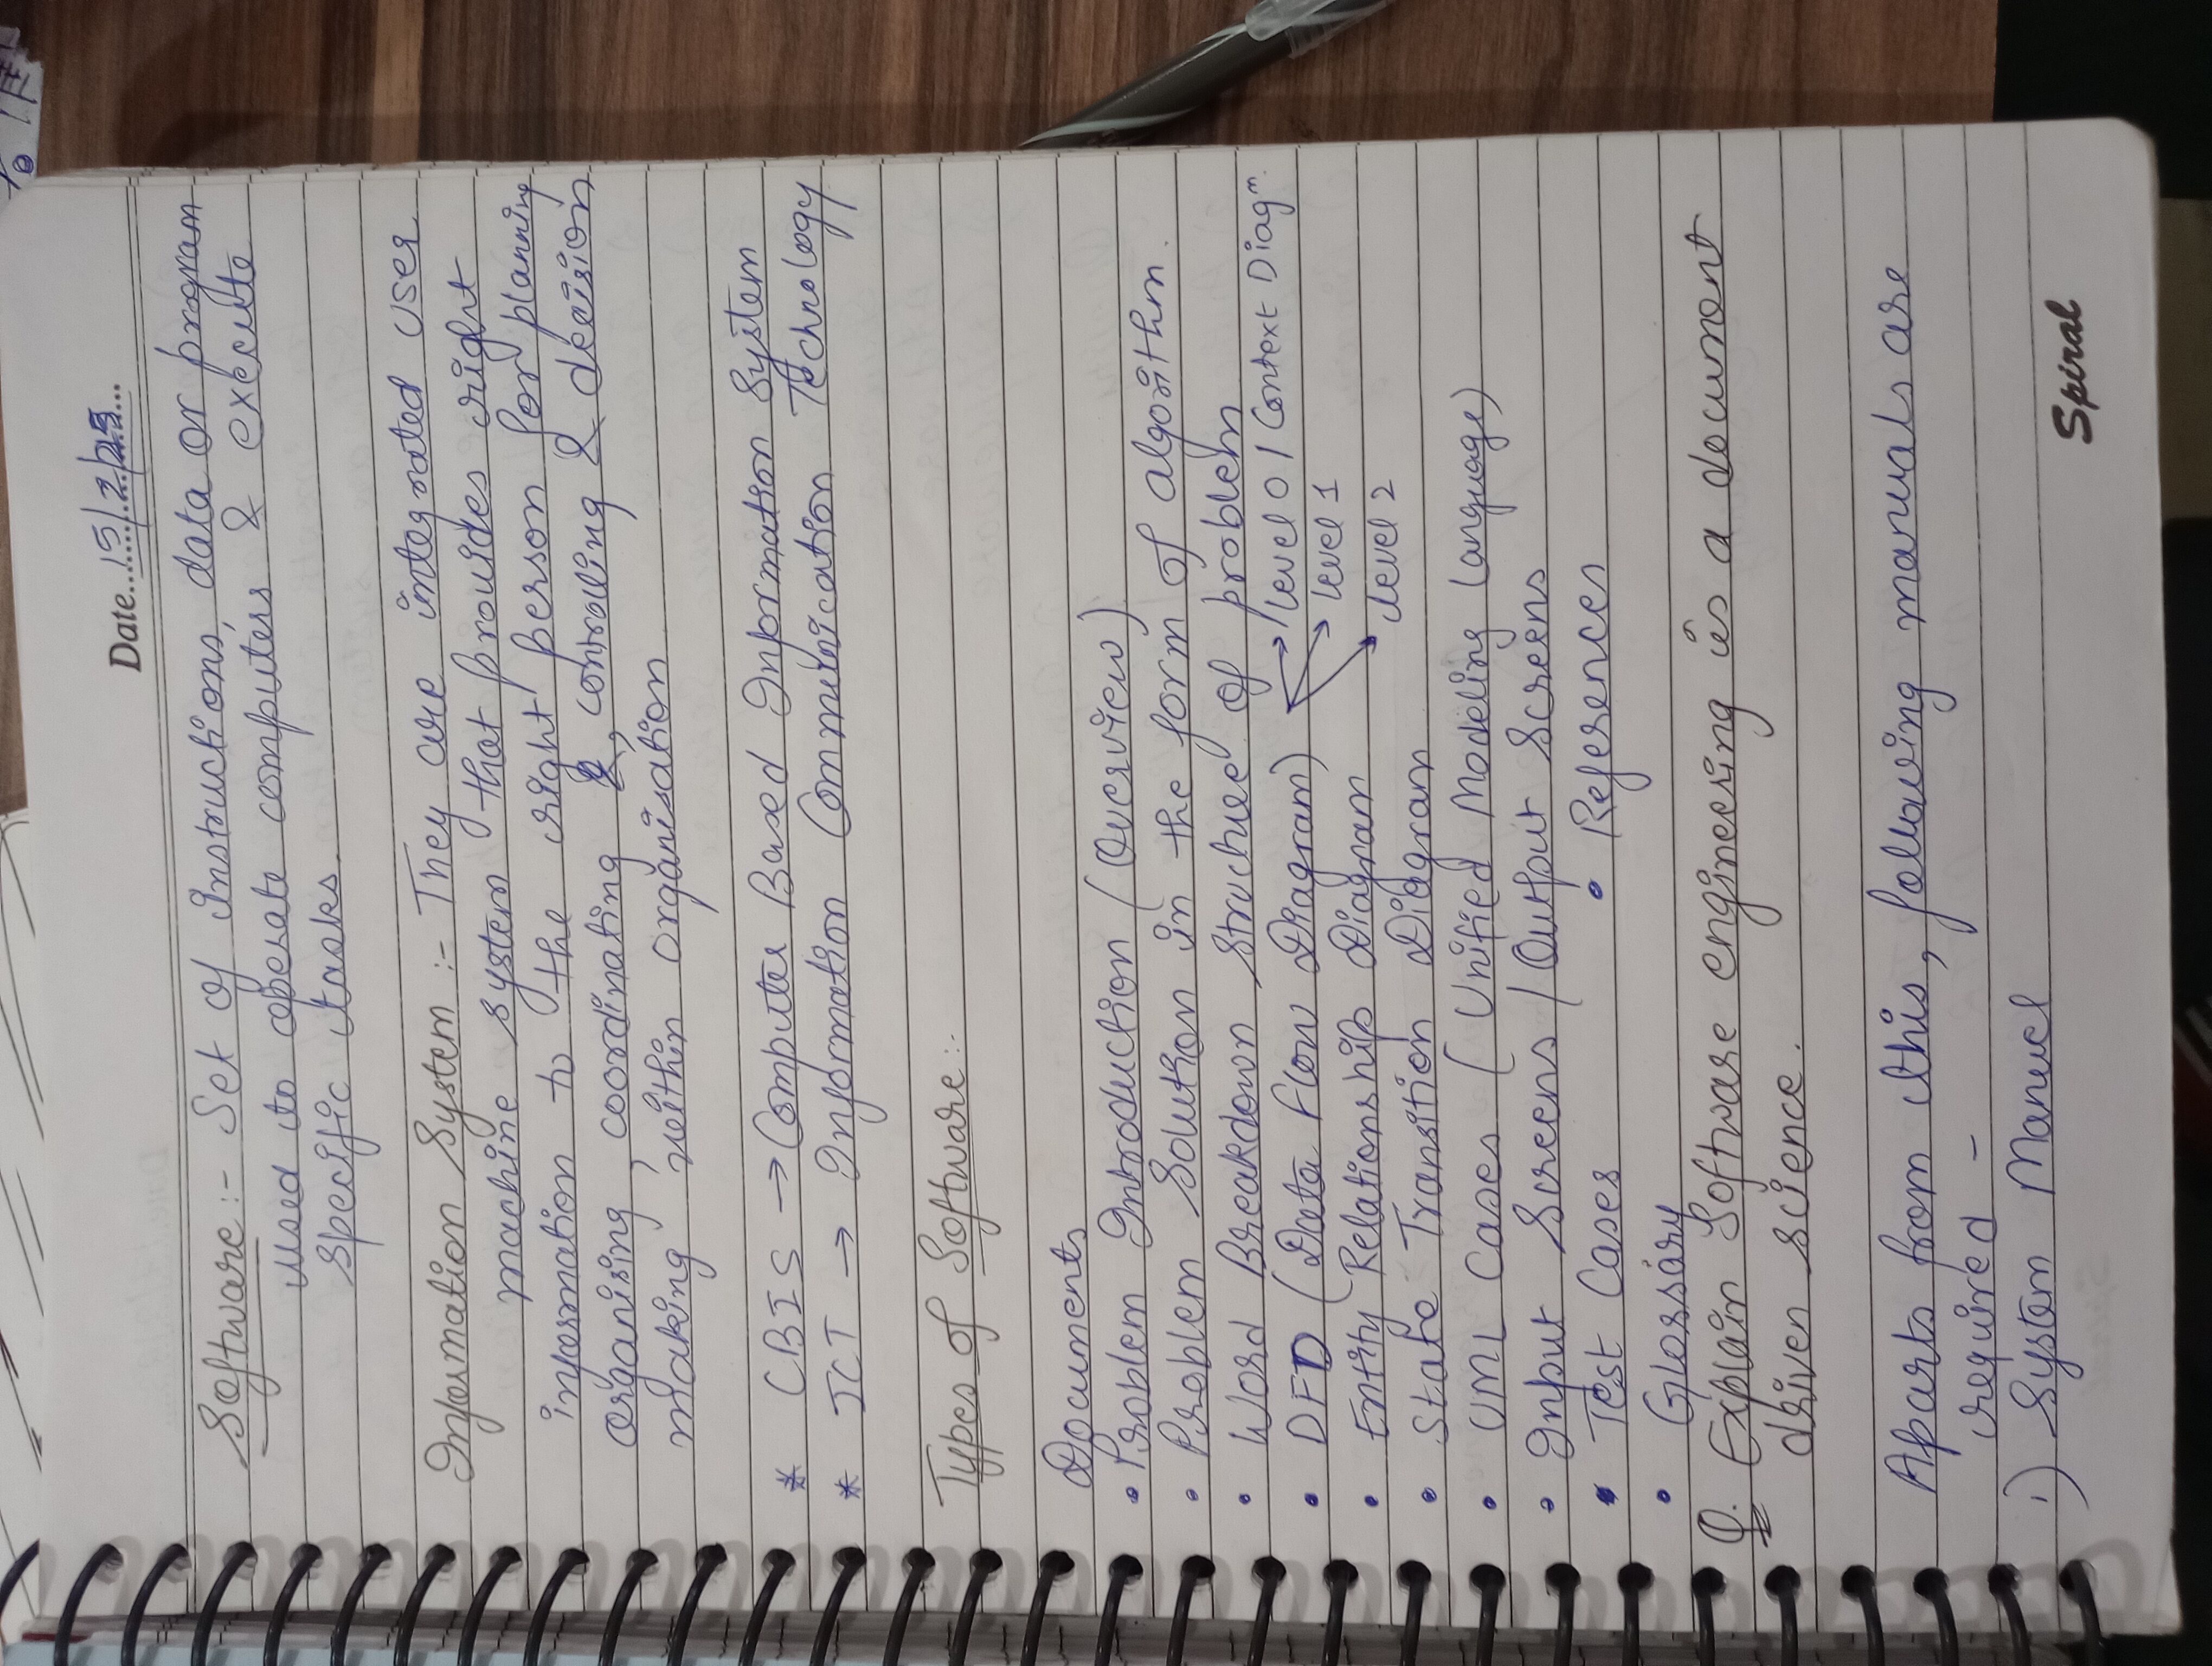 Date...15/2/25...
Software :- Set of Instructions, data or program
used to operate computers & execute
specific tasks.
Information System :- They are integrated user
machine system that provides right
information to the right person for planning
organising, coordinating &, controlling & decision
making within organisation
* CBIS → Computer Based Information System
* ICT → Information Communication Technology
Types of Software :-
Documents
• Problem Introduction (Overview)
• Problem Solution in the form of algorithm.
• Word Breakdown Structure of problem
• DFD (Data Flow Diagram) → level 0 / Context Diagm.
→ level 1
• Entity Relationship Diagram
→ level 2
• State Transition Diagram
• UML Cases (Unified Modeling Language)
• Input Screens / Output Screens
• Test Cases • References
• Glossary
Q. Explain Software engineering is a document
driven science.
Aparts from this, following manuals are
required -
1) System Manuel
Spiral